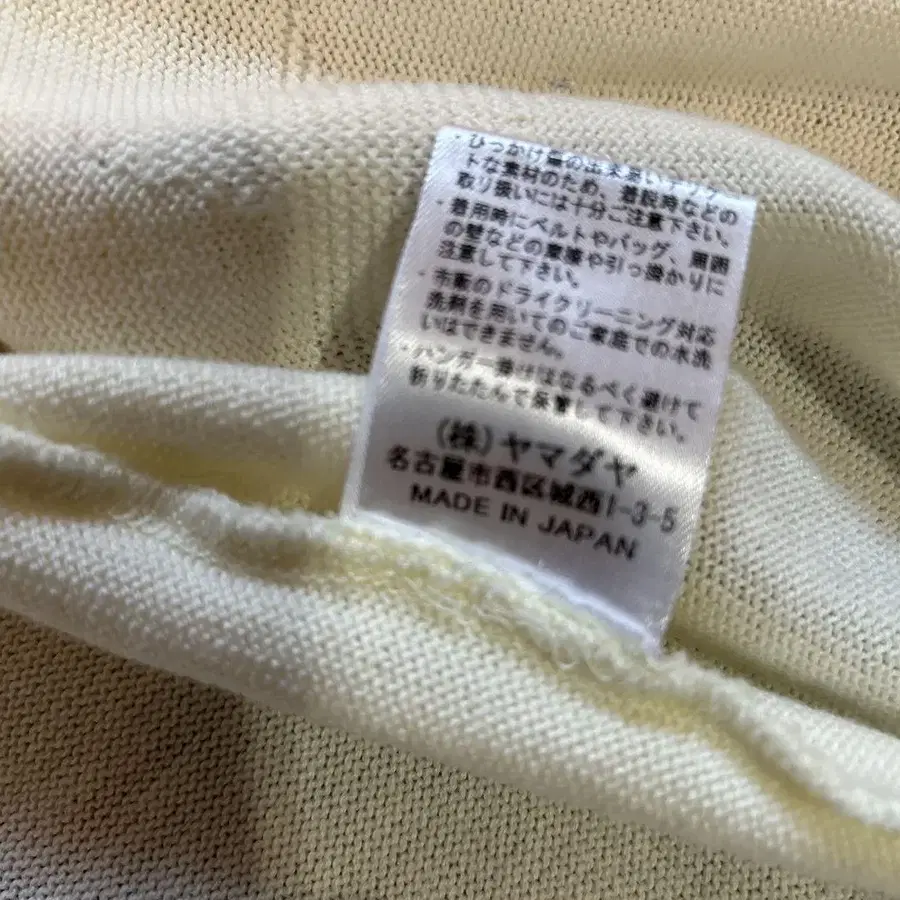 ・ひっかけ傷の出来易いデリケー
トな素材のため、着脱時などの
取り扱いには十分ご注意下さい。
・着用時にベルトやバッグ、周囲
の壁などの摩擦や引っ掛かりに
注意して下さい。
・市販のドライクリーニング対応
洗剤を用いてのご家庭での水洗
いはできません。
・ハンガー掛けはなるべく避けて
折りたたんで保管して下さい。
(株)ヤマダヤ
名古屋市西区城西1-3-5
MADE IN JAPAN